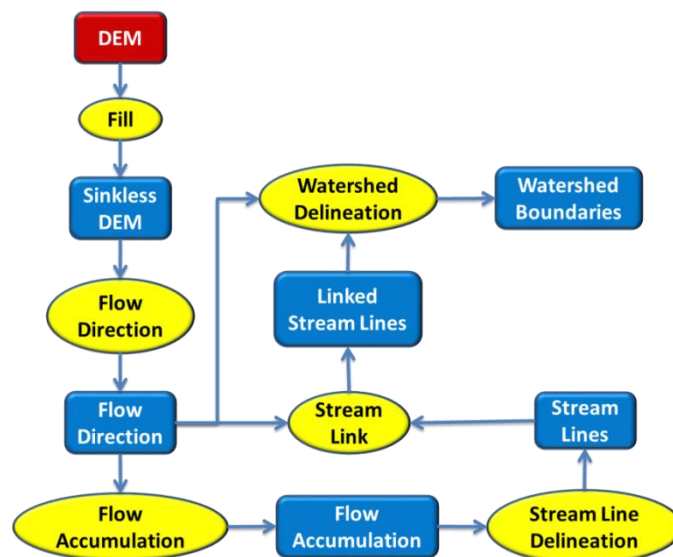 DEM
Fill
Sinkless
DEM
Flow
Direction
Flow
Direction
Flow
Accumulation
Flow
Accumulation
Stream Line
Delineation
Stream
Lines
Stream
Link
Linked
Stream Lines
Watershed
Delineation
Watershed
Boundaries